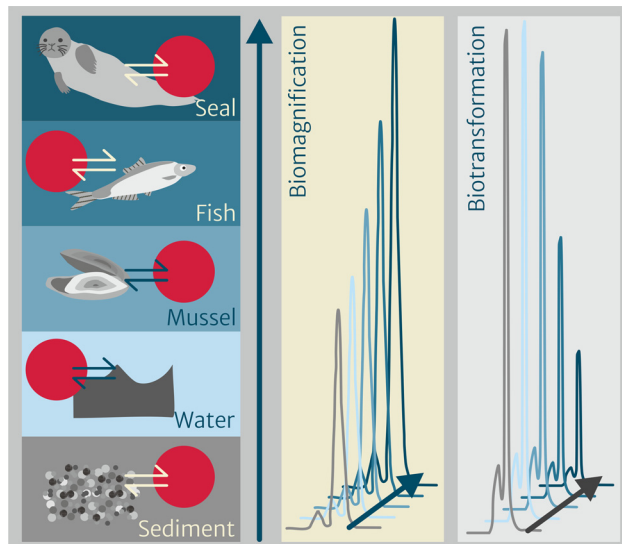 Seal
Fish
Mussel
Water
Sediment
Biomagnification
Biotransformation